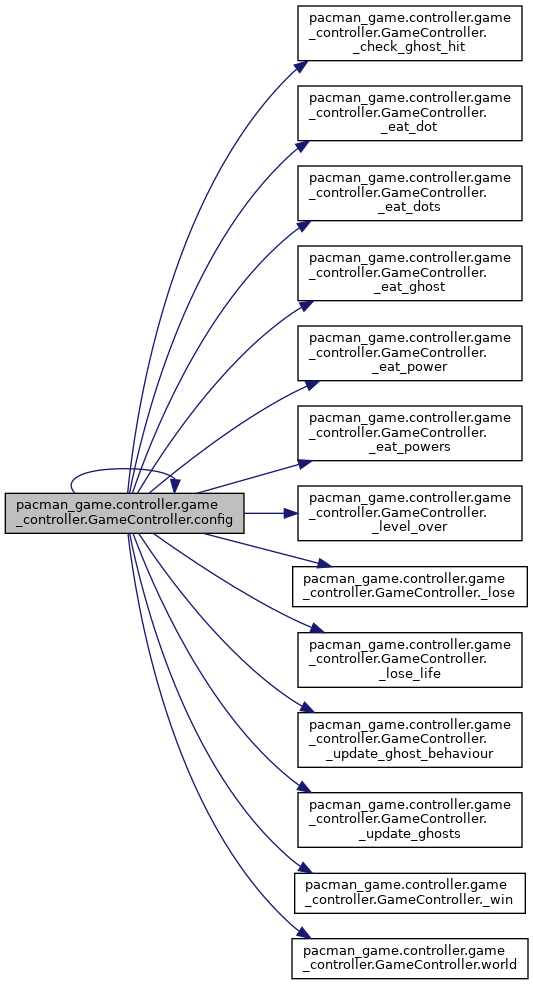 pacman_game.controller.game
_controller.GameController.
_check_ghost_hit
pacman_game.controller.game
_controller.GameController.
_eat_dot
pacman_game.controller.game
_controller.GameController.
_eat_dots
pacman_game.controller.game
_controller.GameController.
_eat_ghost
pacman_game.controller.game
_controller.GameController.
_eat_power
pacman_game.controller.game
_controller.GameController.
_eat_powers
pacman_game.controller.game
_controller.GameController.config
pacman_game.controller.game
_controller.GameController.
_level_over
pacman_game.controller.game
_controller.GameController._lose
pacman_game.controller.game
_controller.GameController.
_lose_life
pacman_game.controller.game
_controller.GameController.
_update_ghost_behaviour
pacman_game.controller.game
_controller.GameController.
_update_ghosts
pacman_game.controller.game
_controller.GameController._win
pacman_game.controller.game
_controller.GameController.world